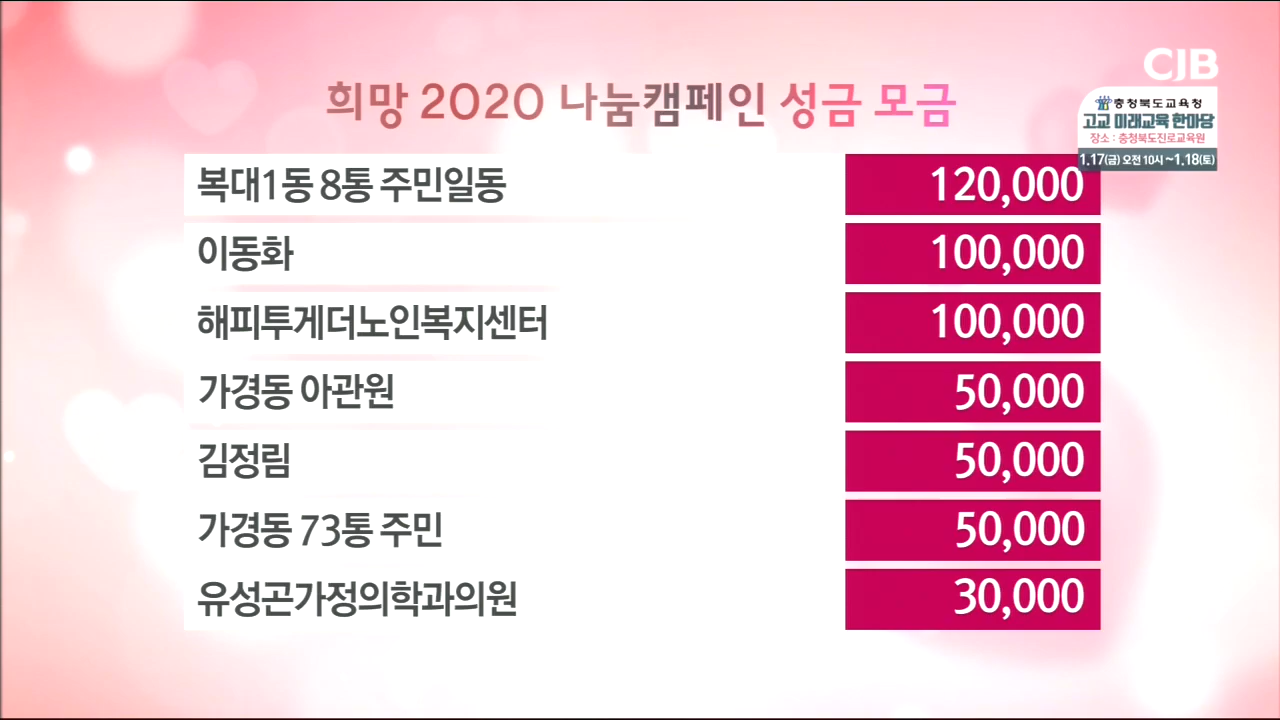 CJB
희망 2020 나눔캠페인 성금 모금
충청북도교육청
고교 미래교육 한마당
장소 : 충청북도진로교육원
1.17(금) 오전 10시 ~1.18(토)
복대1동 8통 주민일동 120,000
이동화 100,000
해피투게더노인복지센터 100,000
가경동 아관원 50,000
김정림 50,000
가경동 73통 주민 50,000
유성곤가정의학과의원 30,000